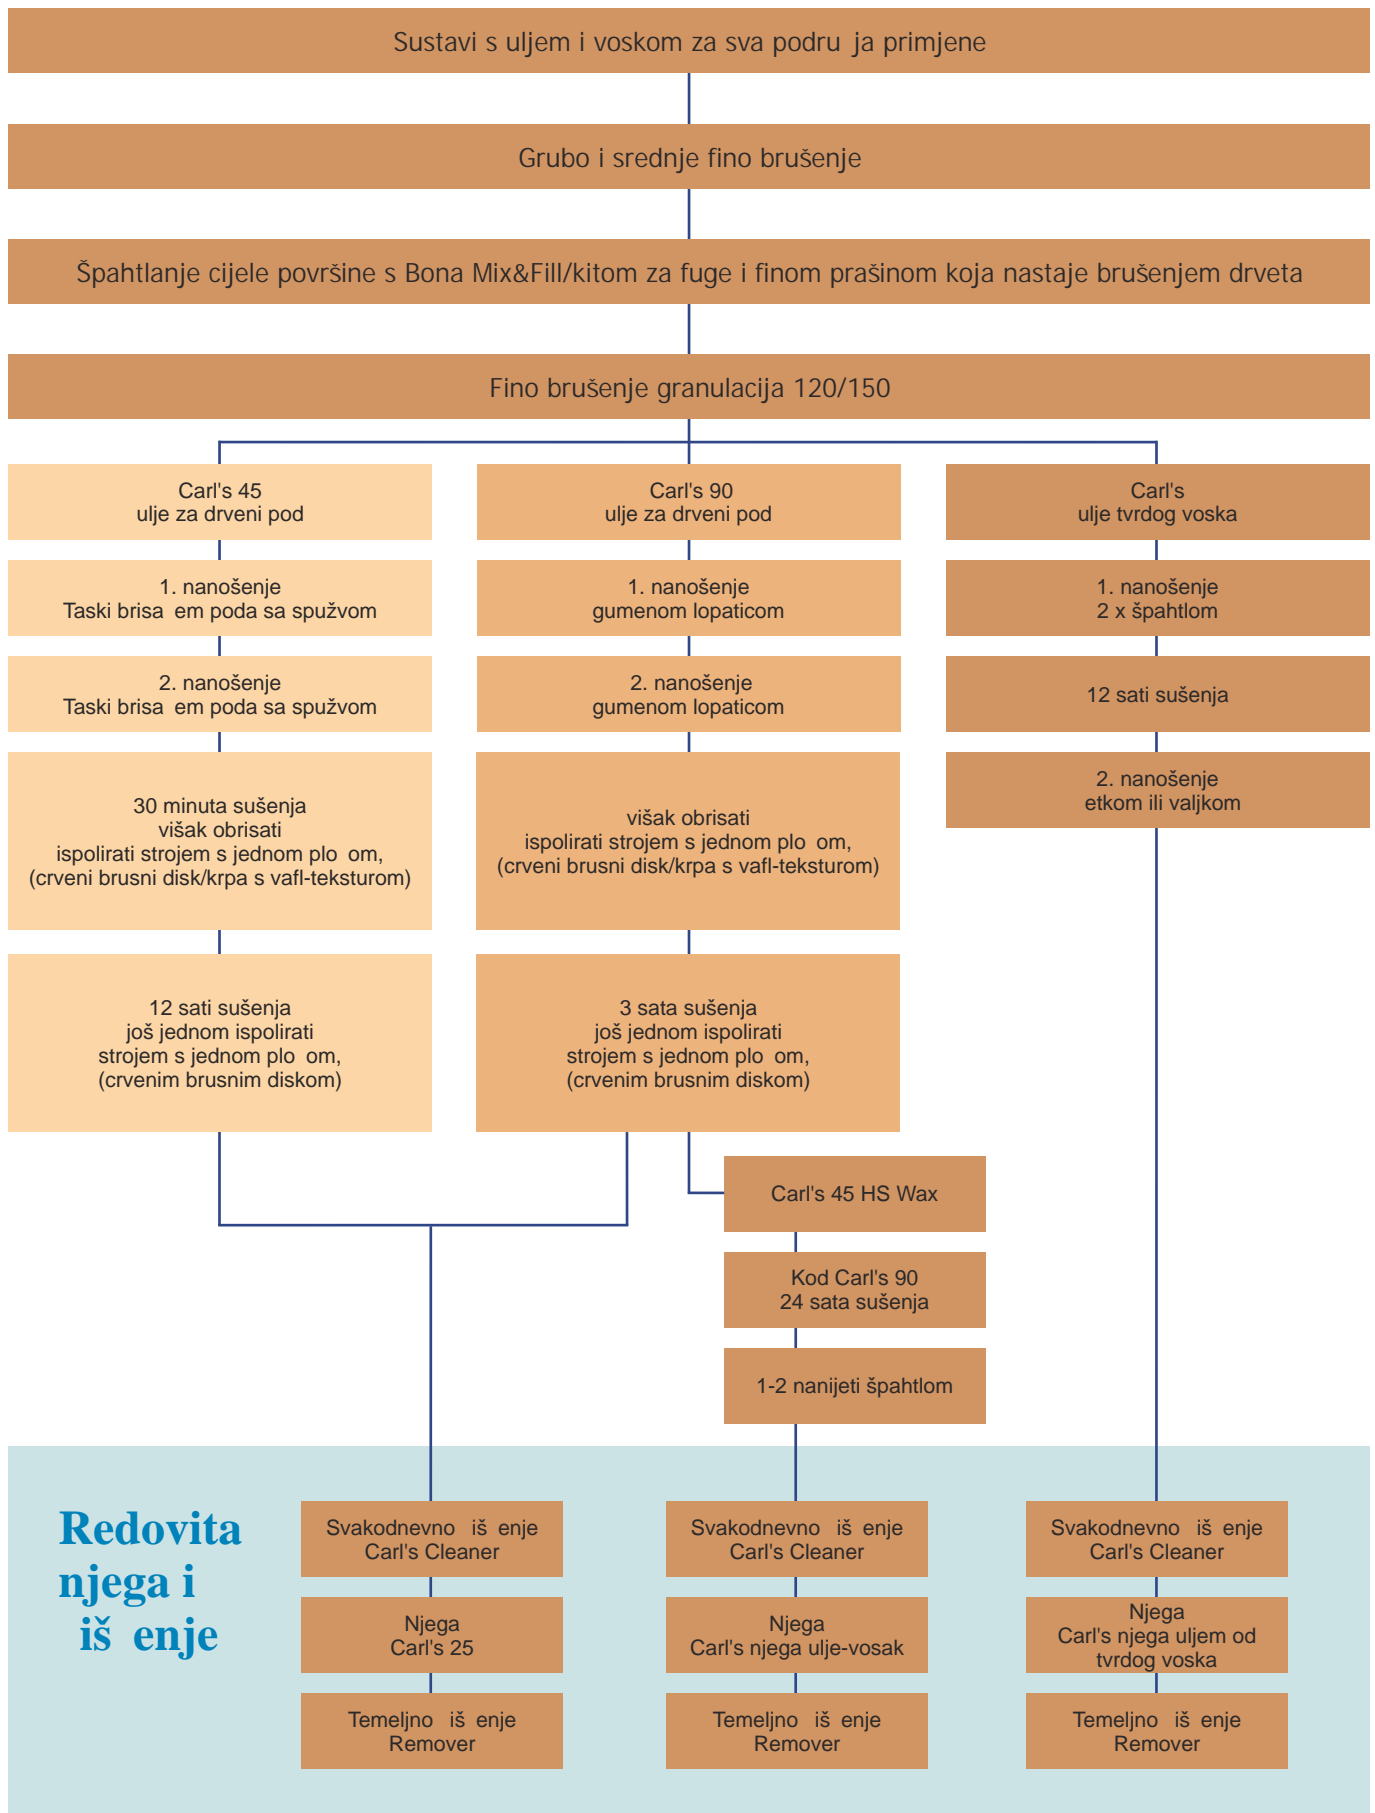 Sustavi s uljem i voskom za sva podru ja primjene
Grubo i srednje fino brušenje
Špahtlanje cijele površine s Bona Mix&Fill/kitom za fuge i finom prašinom koja nastaje brušenjem drveta
Fino brušenje granulacija 120/150
Carl's 45
ulje za drveni pod
1. nanošenje
Taski brisa em poda sa spužvom
2. nanošenje
Taski brisa em poda sa spužvom
30 minuta sušenja
višak obrisati
ispolirati strojem s jednom plo om,
(crveni brusni disk/krpa s vafl-teksturom)
12 sati sušenja
još jednom ispolirati
strojem s jednom plo om,
(crvenim brusnim diskom)
Carl's 90
ulje za drveni pod
1. nanošenje
gumenom lopaticom
2. nanošenje
gumenom lopaticom
višak obrisati
ispolirati strojem s jednom plo om,
(crveni brusni disk/krpa s vafl-teksturom)
3 sata sušenja
još jednom ispolirati
strojem s jednom plo om,
(crvenim brusnim diskom)
Carl's 45 HS Wax
Kod Carl's 90
24 sata sušenja
1-2 nanijeti špahtlom
Carl's
ulje tvrdog voska
1. nanošenje
2 x špahtlom
12 sati sušenja
2. nanošenje
etkom ili valjkom
Redovita
njega i
iš enje
Svakodnevno iš enje
Carl's Cleaner
Njega
Carl's 25
Temeljno iš enje
Remover
Svakodnevno iš enje
Carl's Cleaner
Njega
Carl's njega ulje-vosak
Temeljno iš enje
Remover
Svakodnevno iš enje
Carl's Cleaner
Njega
Carl's njega uljem od
tvrdog voska
Temeljno iš enje
Remover